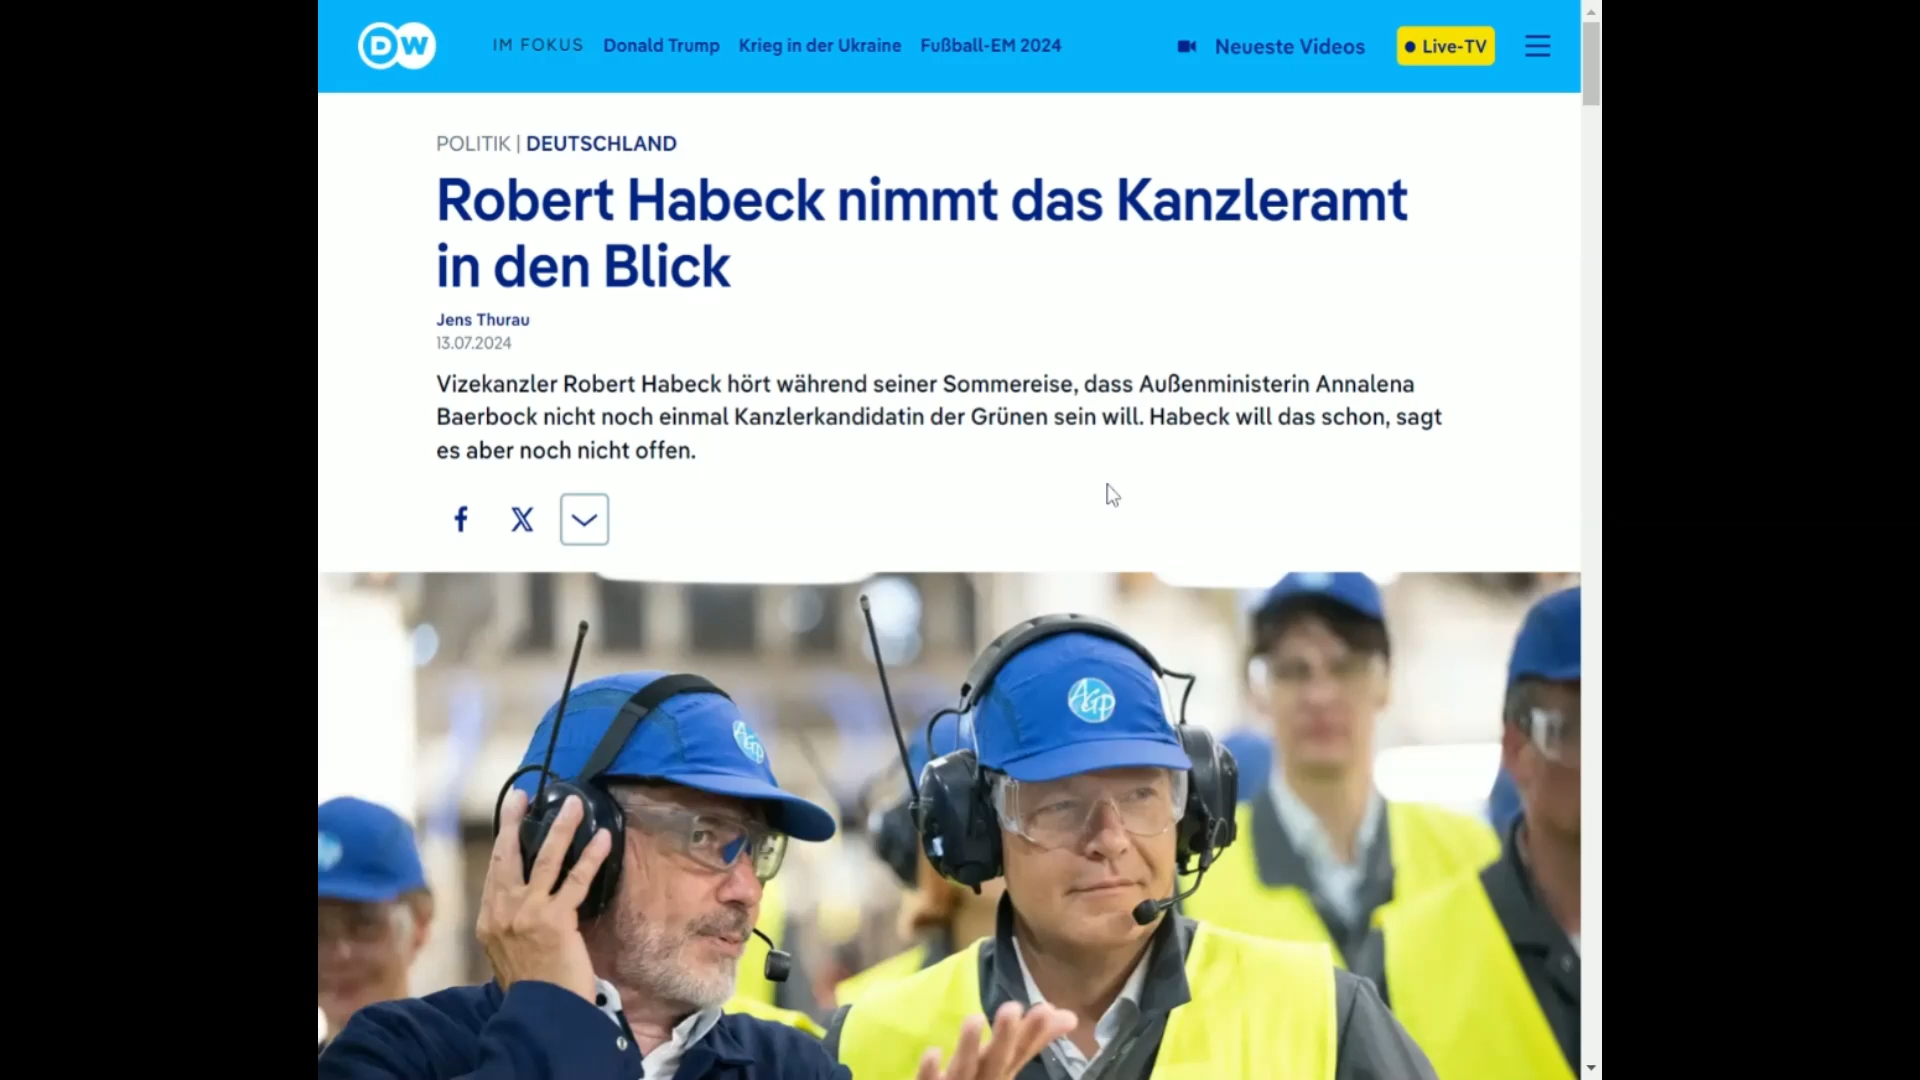 DW
IM FOKUS Donald Trump Krieg in der Ukraine Fußball-EM 2024 Neueste Videos Live-TV
POLITIK | DEUTSCHLAND
Robert Habeck nimmt das Kanzleramt
in den Blick
Jens Thurau
13.07.2024
Vizekanzler Robert Habeck hört während seiner Sommereise, dass Außenministerin Annalena
Baerbock nicht noch einmal Kanzlerkandidatin der Grünen sein will. Habeck will das schon, sagt
es aber noch nicht offen.
f X
AGP
AGP